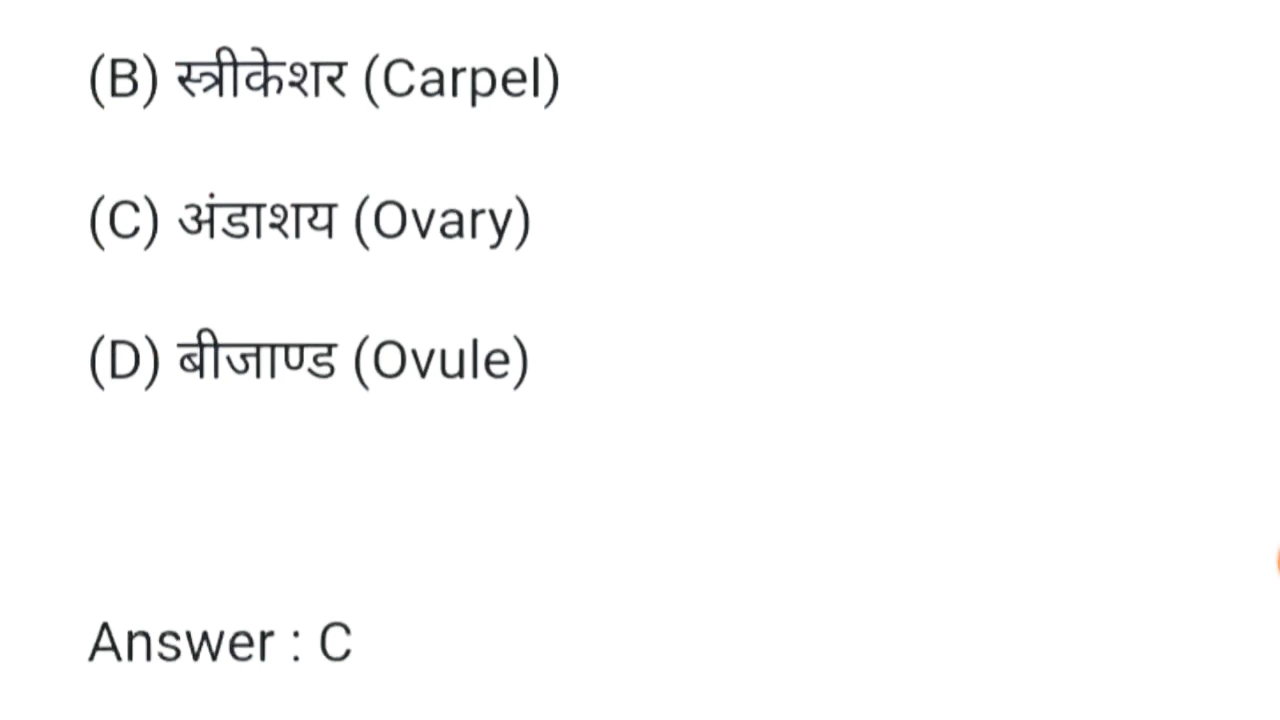 (B) स्त्रीकेशर (Carpel)
(C) अंडाशय (Ovary)
(D) बीजाण्ड (Ovule)
Answer : C